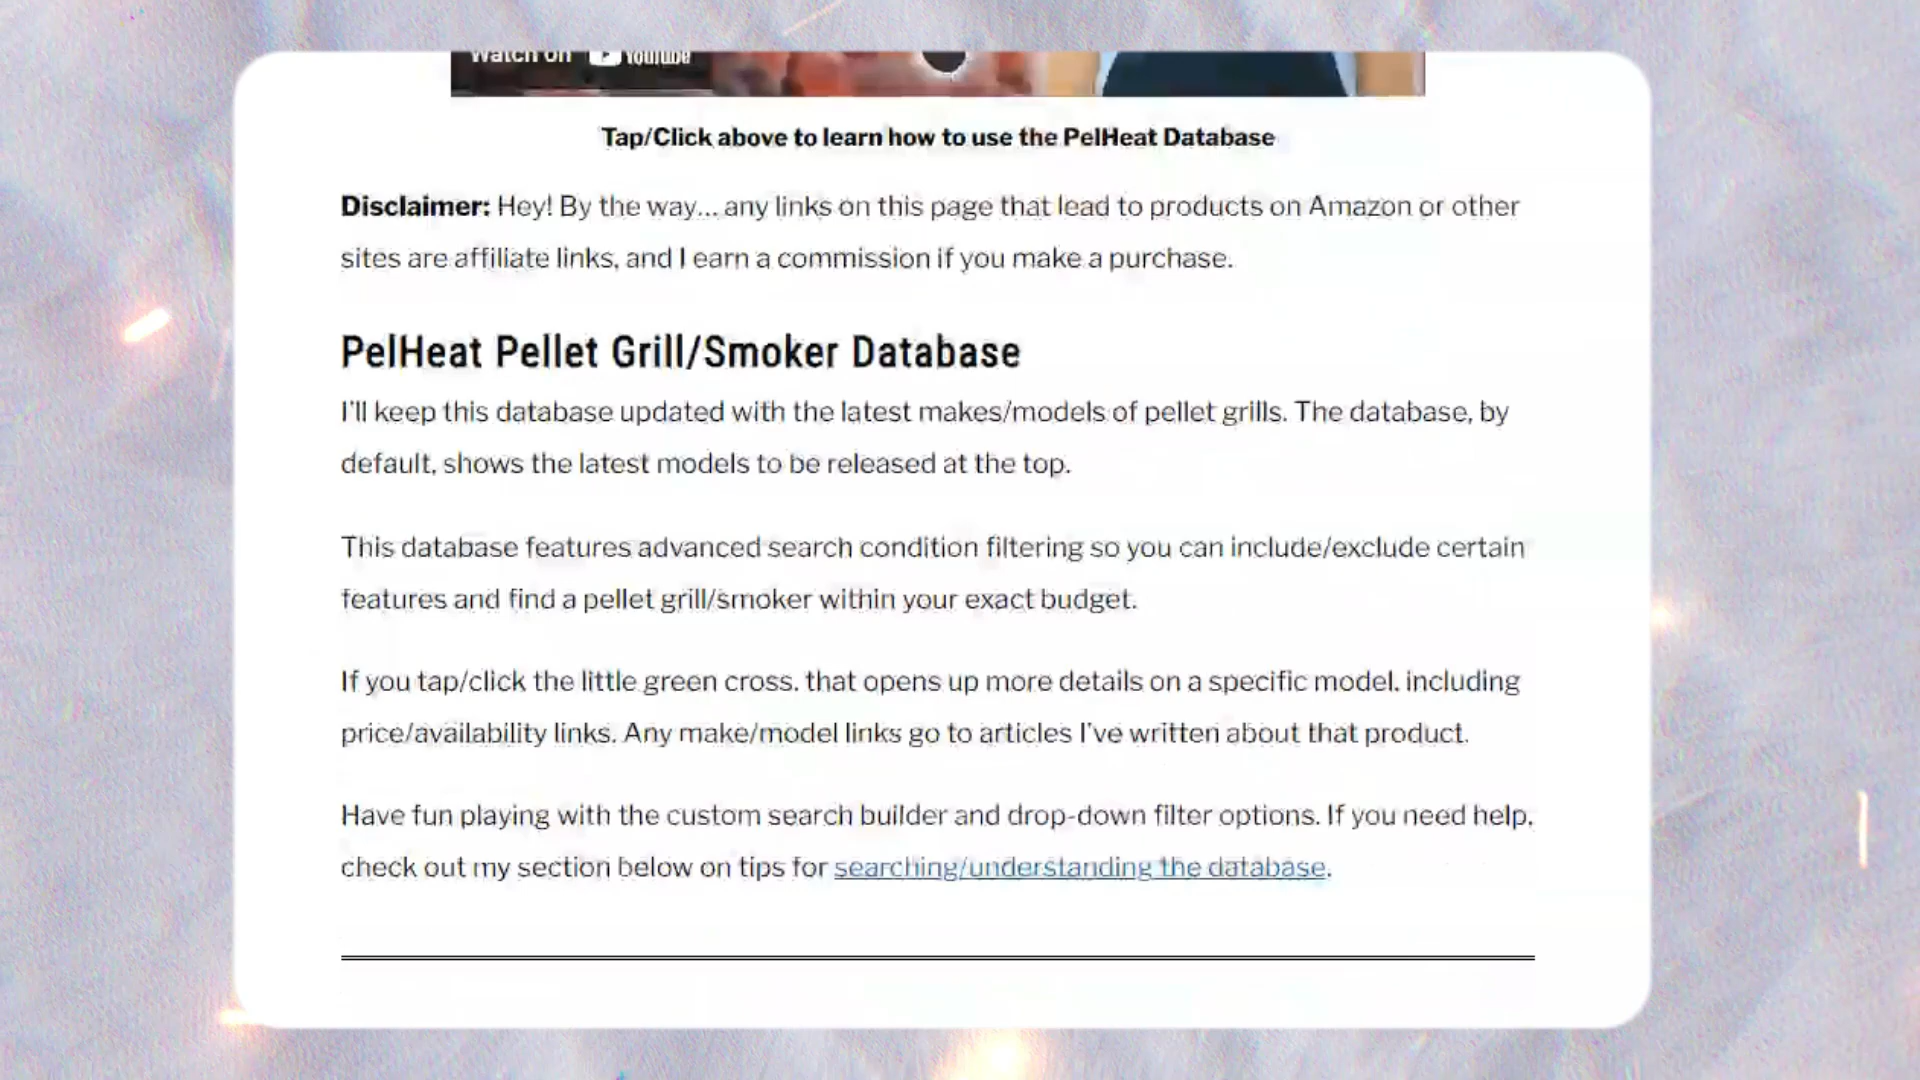 Watch on YouTube
Tap/Click above to learn how to use the PelHeat Database
Disclaimer: Hey! By the way... any links on this page that lead to products on Amazon or other
sites are affiliate links, and I earn a commission if you make a purchase.
PelHeat Pellet Grill/Smoker Database
I'll keep this database updated with the latest makes/models of pellet grills. The database, by
default, shows the latest models to be released at the top.
This database features advanced search condition filtering so you can include/exclude certain
features and find a pellet grill/smoker within your exact budget.
If you tap/click the little green cross, that opens up more details on a specific model, including
price/availability links. Any make/model links go to articles I've written about that product.
Have fun playing with the custom search builder and drop-down filter options. If you need help,
check out my section below on tips for searching/understanding the database.